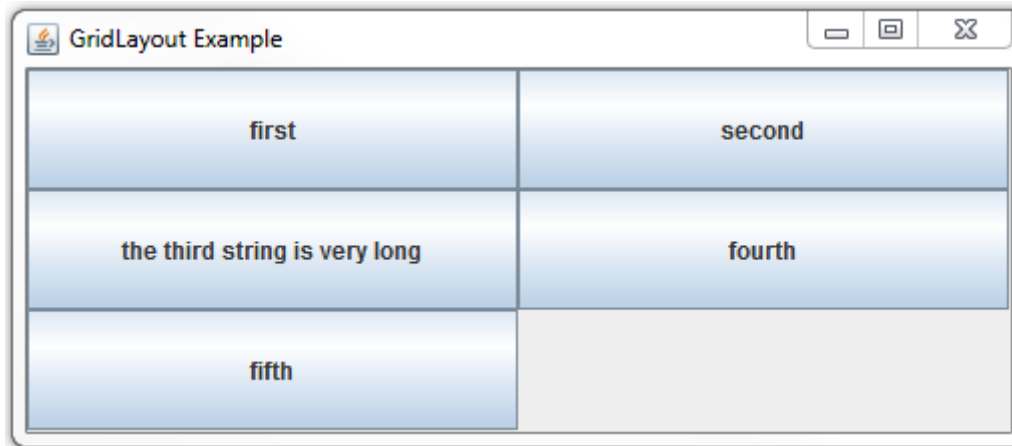 GridLayout Example
first
second
the third string is very long
fourth
fifth